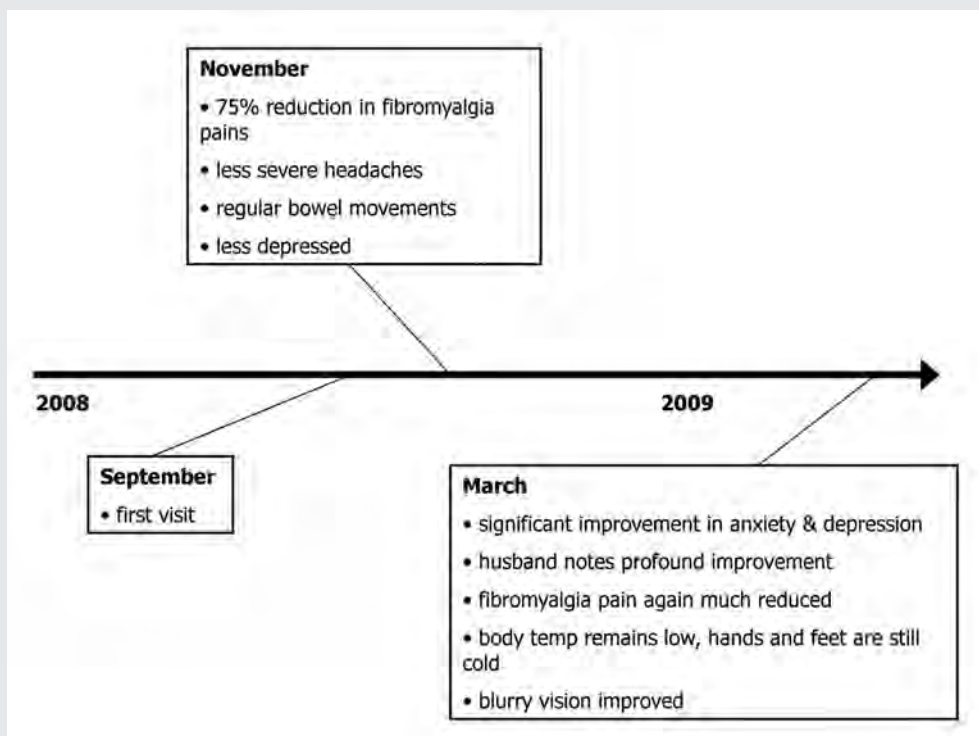 November
• 75% reduction in fibromyalgia
pains
• less severe headaches
• regular bowel movements
• less depressed
2008
2009
September
• first visit
March
• significant improvement in anxiety & depression
• husband notes profound improvement
• fibromyalgia pain again much reduced
• body temp remains low, hands and feet are still
cold
• blurry vision improved